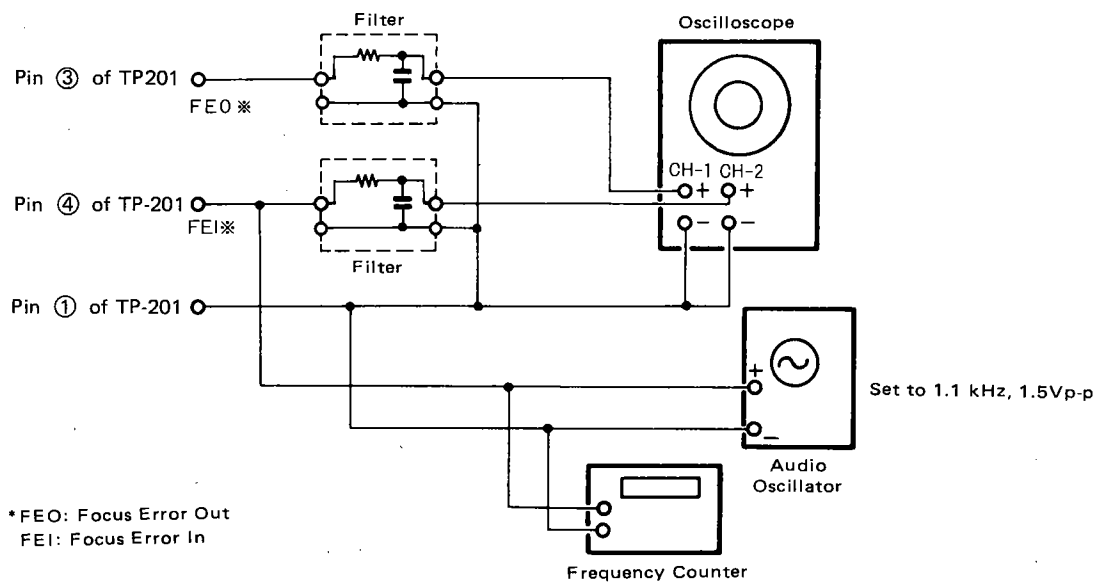 Filter
Oscilloscope
Pin ③ of TP201
FEO※
CH-1 CH-2
+ +
- -
Pin ④ of TP-201
FEI※
Filter
Pin ① of TP-201
+
-
Set to 1.1 kHz, 1.5Vp-p
Audio
Oscillator
*FEO: Focus Error Out
FEI: Focus Error In
Frequency Counter